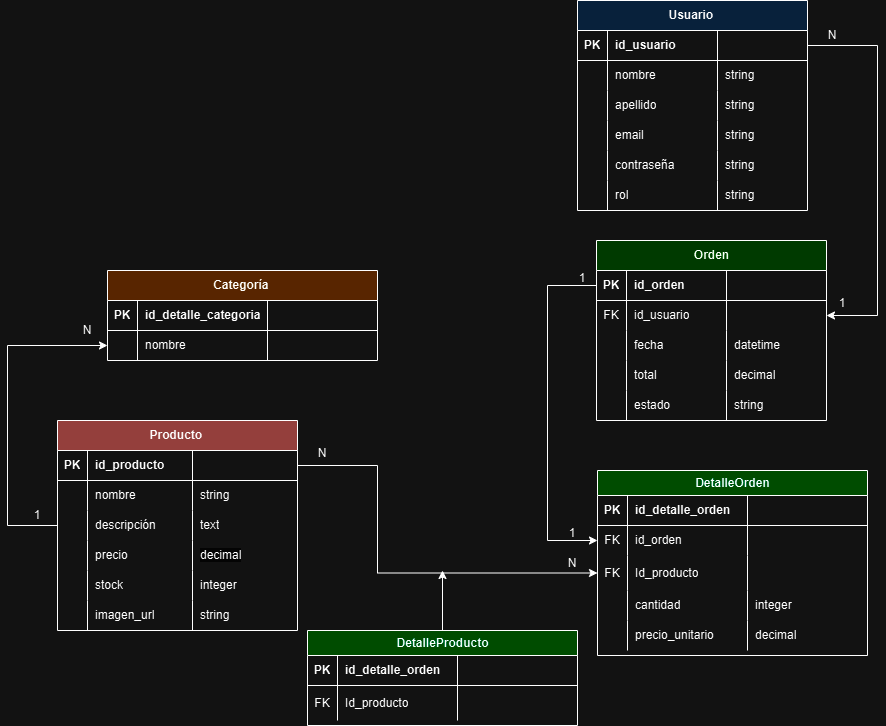 Usuario
PK id_usuario
nombre string
apellido string
email string
contraseña string
rol string
N
1
Orden
PK id_orden
FK id_usuario
fecha datetime
total decimal
estado string
1
1
Categoría
PK id_detalle_categoria
nombre
N
1
Producto
PK id_producto
nombre string
descripción text
precio decimal
stock integer
imagen_url string
N
N
DetalleOrden
PK id_detalle_orden
FK id_orden
FK Id_producto
cantidad integer
precio_unitario decimal
DetalleProducto
PK id_detalle_orden
FK Id_producto